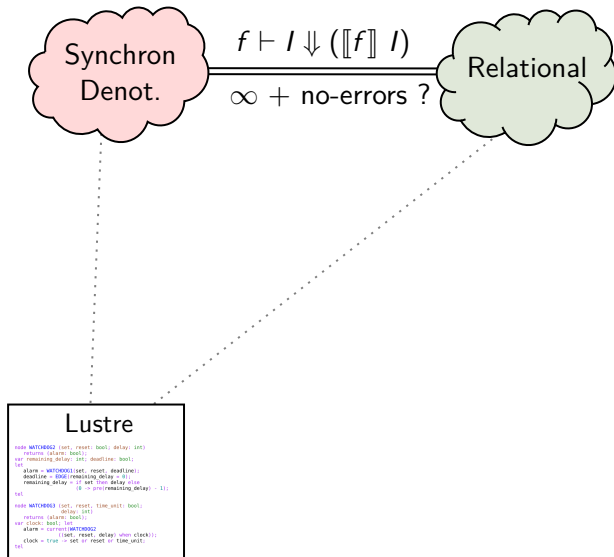 Synchron
Denot.
f ⊢ I ⇓ (⟦f⟧ I)
∞ + no-errors ?
Relational
Lustre
node WATCHDOG2 (set, reset: bool; delay: int)
returns (alarm: bool);
var remaining_delay: int; deadline: bool;
let
alarm = WATCHDOG1(set, reset, deadline);
deadline = EDGE(remaining_delay = 0);
remaining_delay = if set then delay else
(0 -> pre(remaining_delay) - 1);
tel
node WATCHDOG3 (set, reset, time_unit: bool;
delay: int)
returns (alarm: bool);
var clock: bool; let
alarm = current(WATCHDOG2
((set, reset, delay) when clock));
clock = true -> set or reset or time_unit;
tel